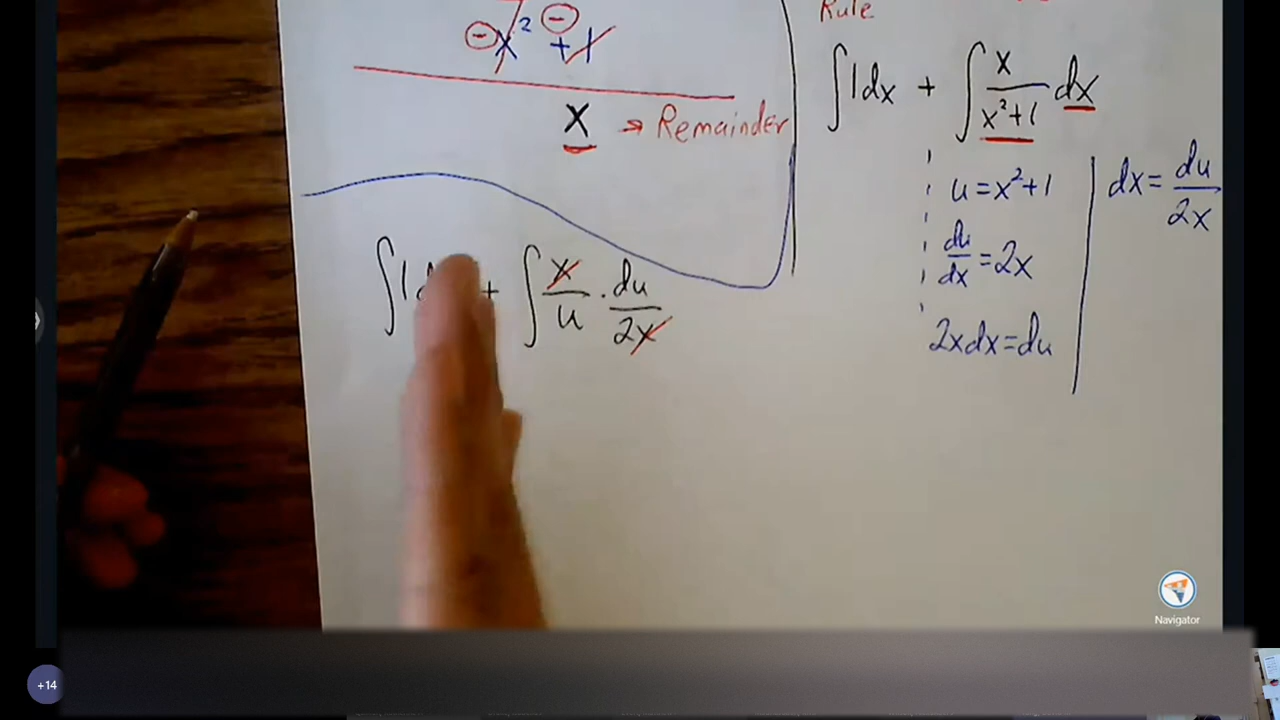 Rule
⊖x² ⊖+1
x → Remainder
∫1dx + ∫ x/(x²+1) dx
u = x²+1
dx = du/2x
du/dx = 2x
2xdx = du
∫1d + ∫ x/u · du/2x
Navigator
+14